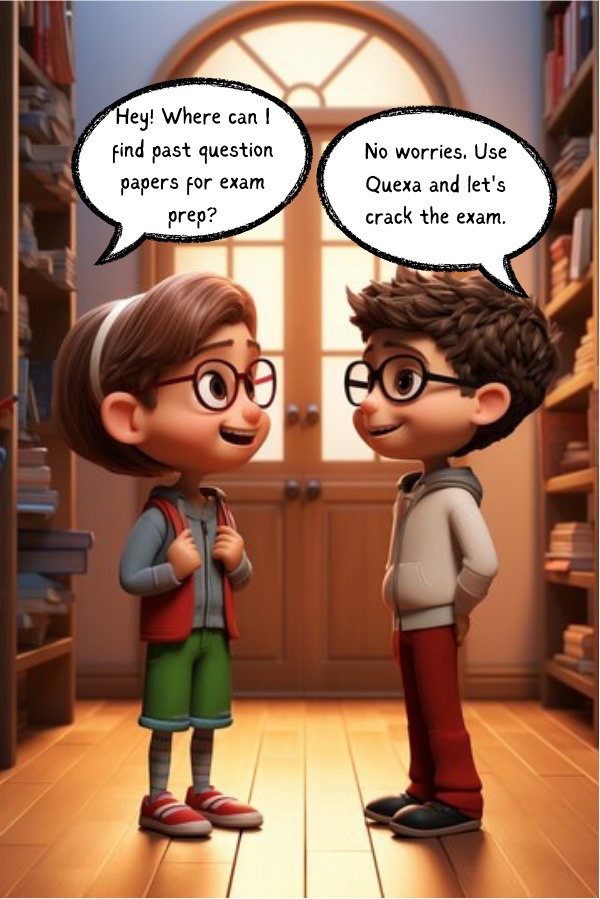 Hey! Where can I
find past question
papers for exam
prep?
No worries. Use
Quexa and let's
crack the exam.